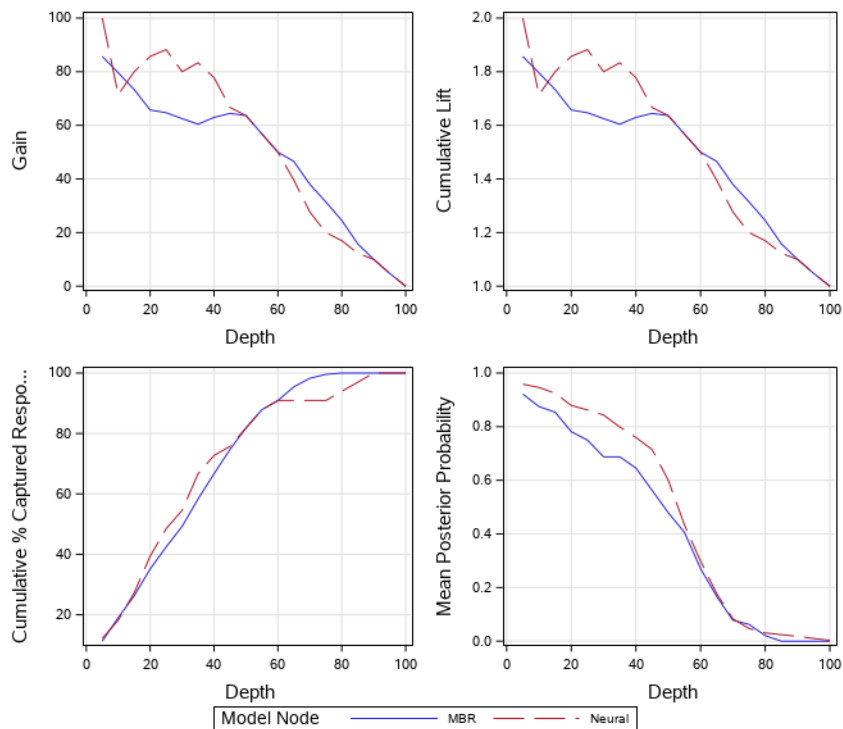 100
80
60
40
20
0
Gain
0 20 40 60 80 100
Depth
2.0
1.8
1.6
1.4
1.2
1.0
Cumulative Lift
0 20 40 60 80 100
Depth
100
80
60
40
20
Cumulative % Captured Respo...
0 20 40 60 80 100
Depth
1.0
0.8
0.6
0.4
0.2
0.0
Mean Posterior Probability
0 20 40 60 80 100
Depth
Model Node MBR Neural